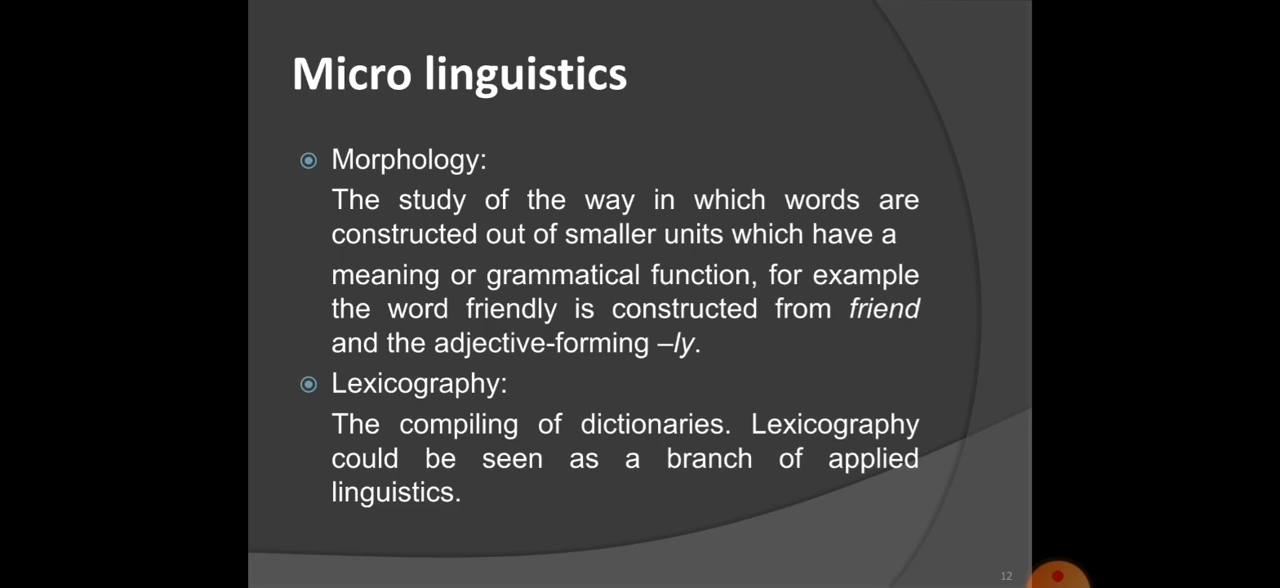 Micro linguistics
Morphology:
The study of the way in which words are
constructed out of smaller units which have a
meaning or grammatical function, for example
the word friendly is constructed from friend
and the adjective-forming –ly.
Lexicography:
The compiling of dictionaries. Lexicography
could be seen as a branch of applied
linguistics.
12